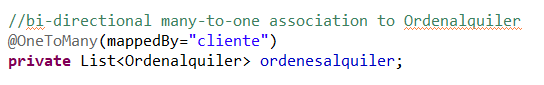 //bi-directional many-to-one association to Ordenalquiler
@OneToMany(mappedBy="cliente")
private List<Ordenalquiler> ordenesalquiler;